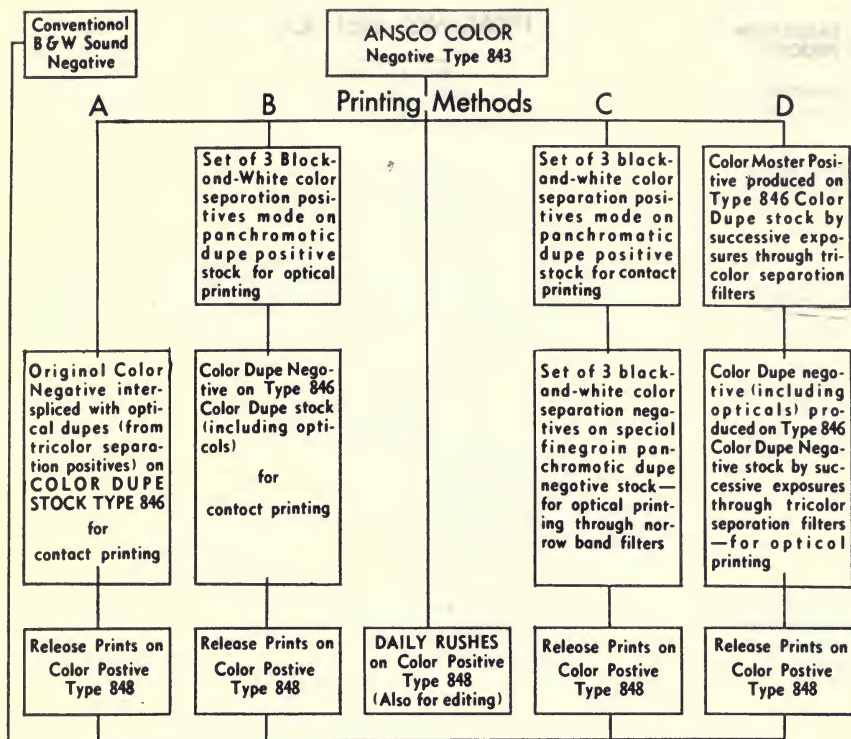 Conventional
B & W Sound
Negative
ANSCO COLOR
Negative Type 843
Printing Methods
A
B
C
D
Set of 3 Block-
ond-White color
seporotion posi-
tives mode on
panchromotic
dupe positive
stock for optical
printing
Set of 3 black-
and-white color
separation posi-
tives mode on
ponchromotic
dupe positive
stock for contact
printing
Color Moster Posi-
tive produced on
Type 846 Color
Dupe stock by
successive expo-
sures through tri-
color separotion
filters
Original Color
Negative inter-
spliced with opti-
cal dupes (from
tricolor separa-
tion positives) on
COLOR DUPE
STOCK TYPE 846
for
contact printing
Color Dupe Nego-
tive on Type 846
Color Dupe stock
(including opti-
cols)
for
contoct printing
Set of 3 black-
and-white color
separation nega-
tives on speciol
finegroin pan-
chromotic dupe
negotive stock—
for optical print-
ing through nor-
row band filters
Color Dupe nego-
tive (including
opticals) pro-
duced on Type 846
Color Dupe Nega-
tive stock by suc-
cessive exposures
through tricolor
seporotion filters
—for optical
printing
Releose Prints on
Color Postive
Type 848
Releose Prints on
Color Postive
Type 848
DAILY RUSHES
on Color Positive
Type 848
(Also for editing)
Releose Prints on
Color Postive
Type 848
Releose Prints on
Color Postive
Type 848